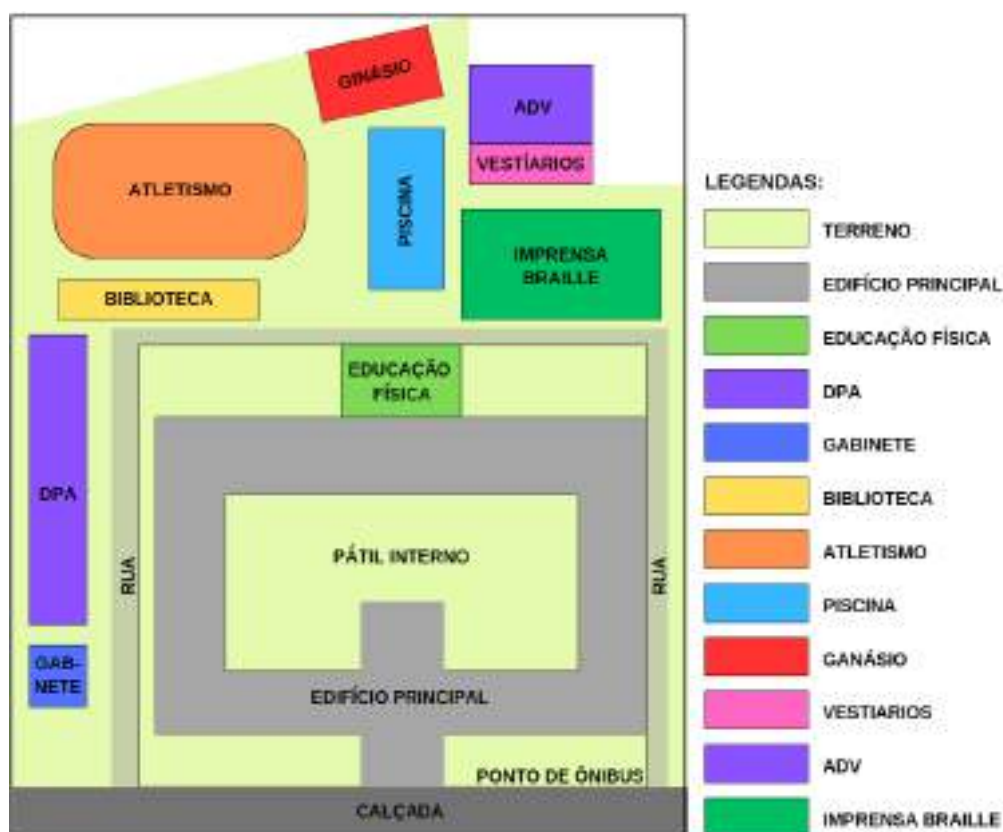 GINÁSIO
ADV
VESTÍARIOS
ATLETISMO
PISCINA
IMPRENSA
BRAILLE
BIBLIOTECA
EDUCAÇÃO
FÍSICA
DPA
RUA
PÁTIL INTERNO
RUA
GAB-
NETE
EDIFÍCIO PRINCIPAL
PONTO DE ÔNIBUS
CALÇADA
LEGENDAS:
TERRENO
EDIFÍCIO PRINCIPAL
EDUCAÇÃO FÍSICA
DPA
GABINETE
BIBLIOTECA
ATLETISMO
PISCINA
GANÁSIO
VESTIARIOS
ADV
IMPRENSA BRAILLE